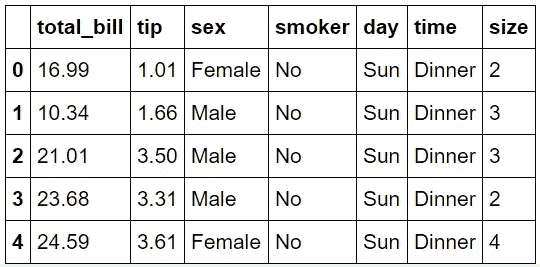 total_bill tip sex smoker day time size
0 16.99 1.01 Female No Sun Dinner 2
1 10.34 1.66 Male No Sun Dinner 3
2 21.01 3.50 Male No Sun Dinner 3
3 23.68 3.31 Male No Sun Dinner 2
4 24.59 3.61 Female No Sun Dinner 4